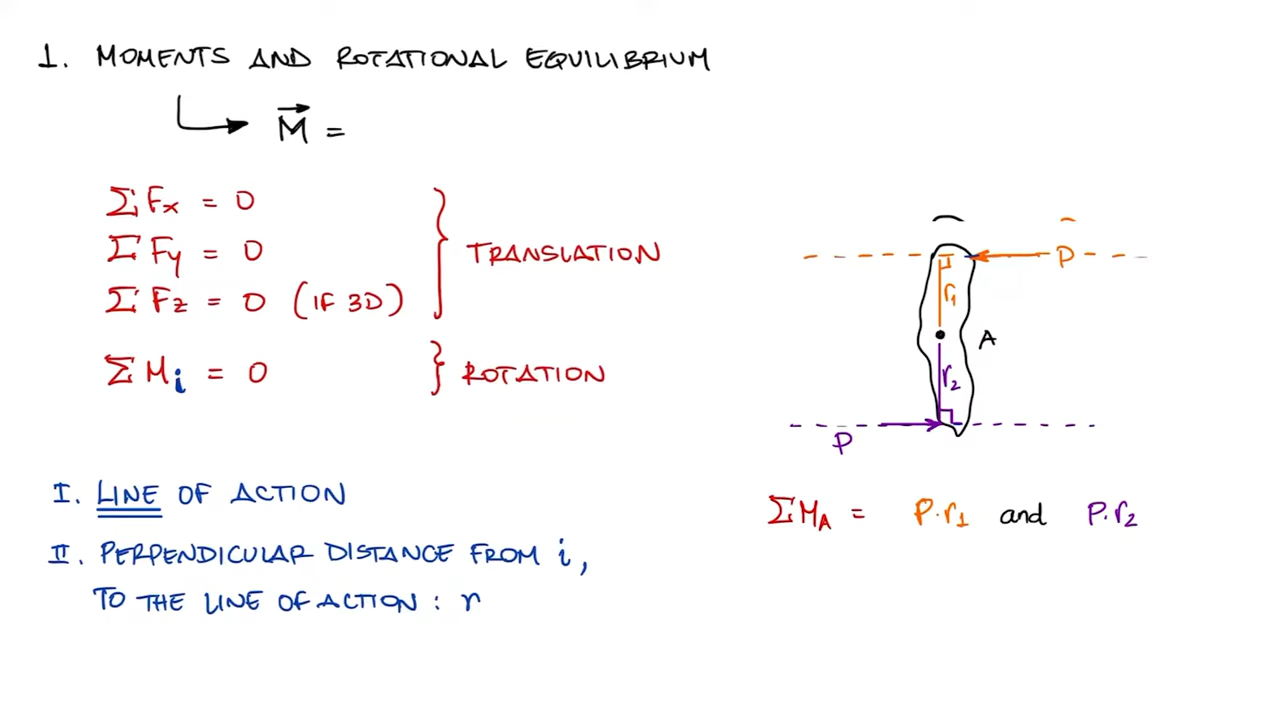 1. MOMENTS AND ROTATIONAL EQUILIBRIUM
M⃗ =
ΣFx = 0
ΣFy = 0
TRANSLATION
ΣFz = 0 (IF 3D)
ΣMi = 0
ROTATION
I. LINE OF ACTION
II. PERPENDICULAR DISTANCE FROM i,
TO THE LINE OF ACTION : r
P
r1
A
r2
P
ΣMA = P·r1 and P·r2